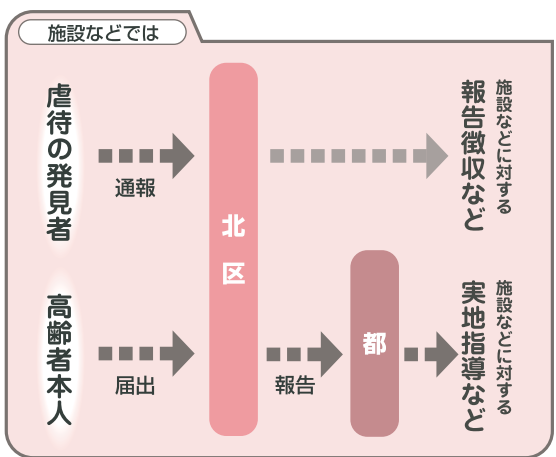 施設などでは
虐待の発見者
通報
北区
施設などに対する
報告徴収など
高齢者本人
届出
報告
都
施設などに対する
実地指導など